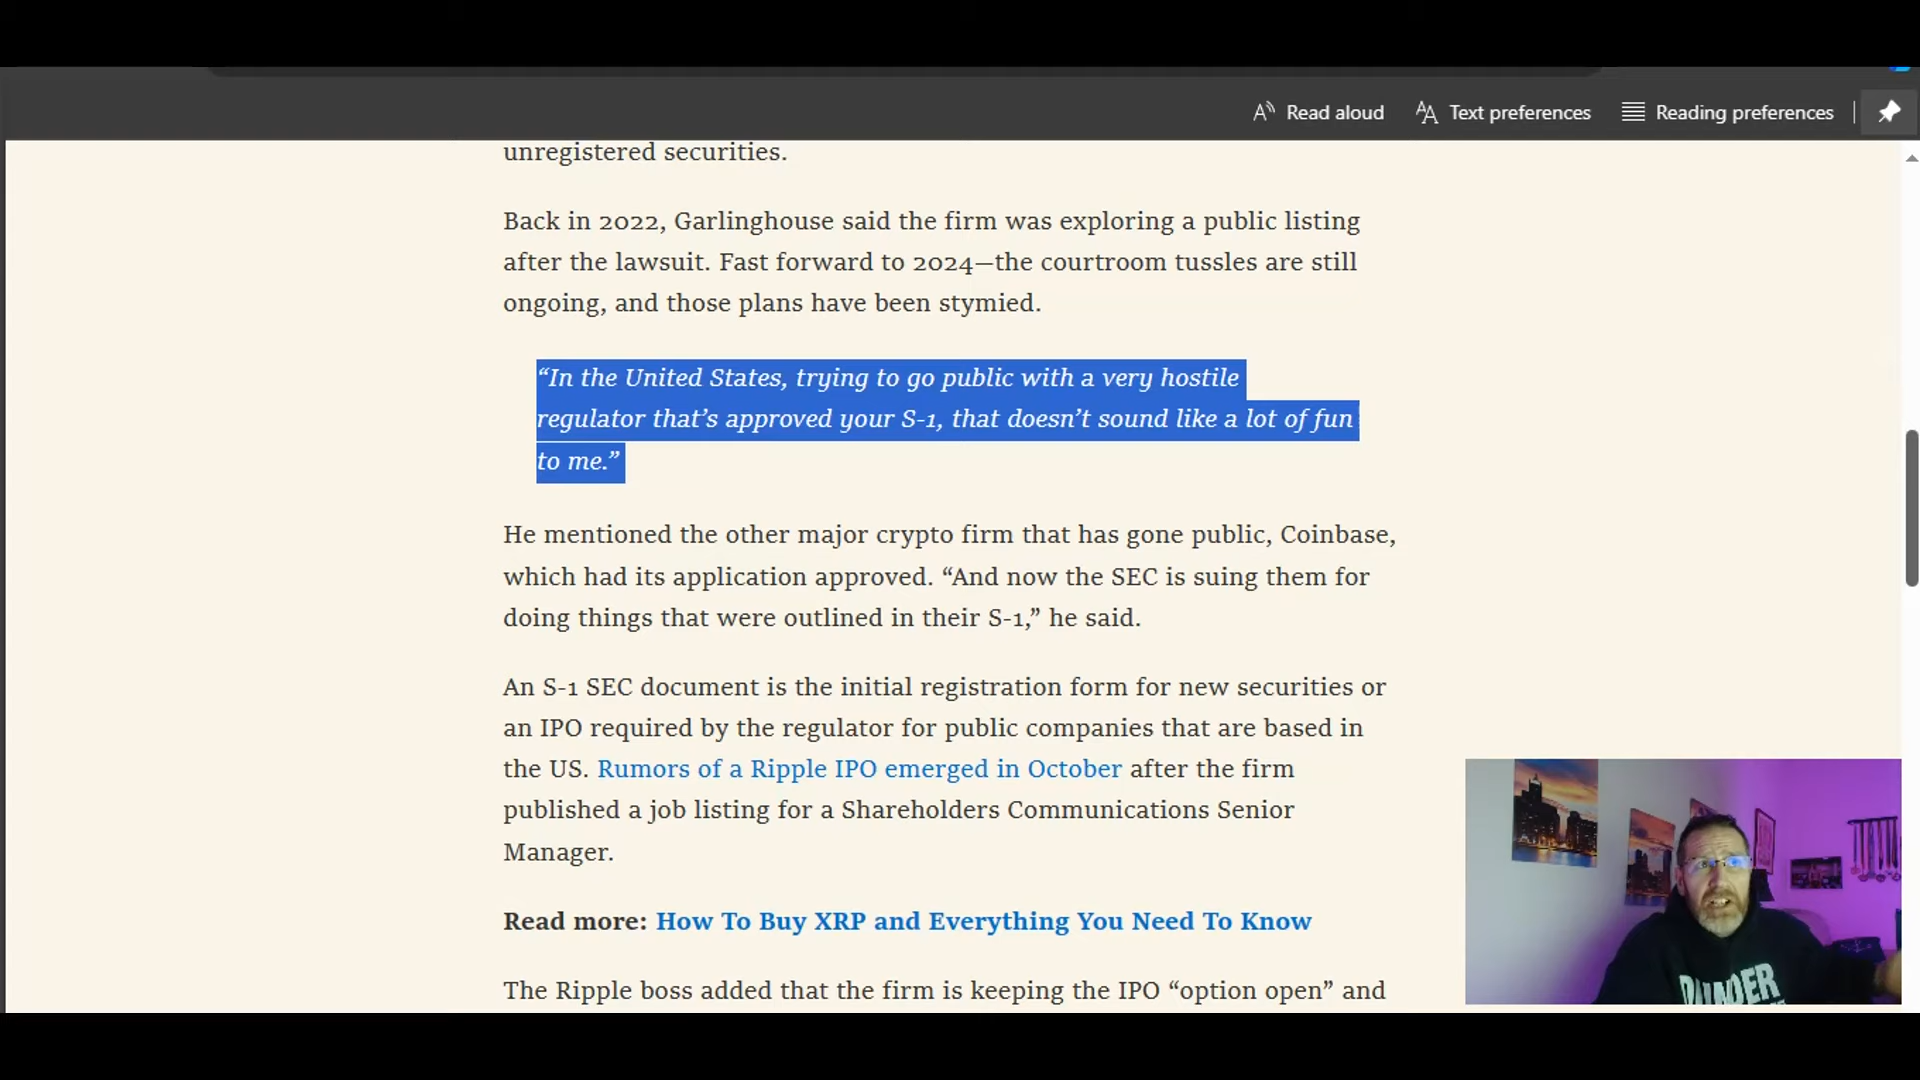 Read aloud
Text preferences
Reading preferences
unregistered securities.
Back in 2022, Garlinghouse said the firm was exploring a public listing
after the lawsuit. Fast forward to 2024—the courtroom tussles are still
ongoing, and those plans have been stymied.
“In the United States, trying to go public with a very hostile
regulator that’s approved your S-1, that doesn’t sound like a lot of fun
to me.”
He mentioned the other major crypto firm that has gone public, Coinbase,
which had its application approved. “And now the SEC is suing them for
doing things that were outlined in their S-1,” he said.
An S-1 SEC document is the initial registration form for new securities or
an IPO required by the regulator for public companies that are based in
the US. Rumors of a Ripple IPO emerged in October after the firm
published a job listing for a Shareholders Communications Senior
Manager.
Read more: How To Buy XRP and Everything You Need To Know
The Ripple boss added that the firm is keeping the IPO “option open” and